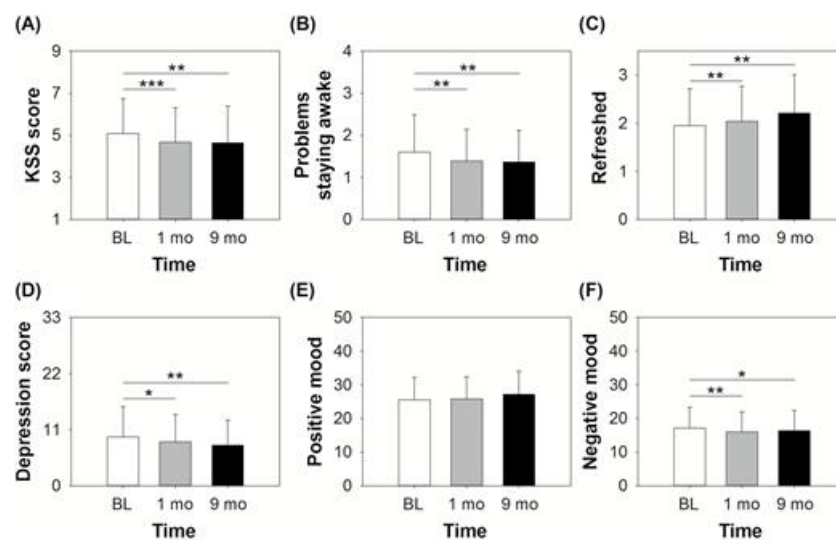 (A)
KSS score
9
7
5
3
1
***
**
BL 1 mo 9 mo
Time
(B)
Problems
staying awake
4
3
2
1
0
**
**
BL 1 mo 9 mo
Time
(C)
Refreshed
3
2
1
0
**
**
BL 1 mo 9 mo
Time
(D)
Depression score
33
22
11
0
**
*
BL 1 mo 9 mo
Time
(E)
Positive mood
50
40
30
20
10
0
BL 1 mo 9 mo
Time
(F)
Negative mood
50
40
30
20
10
0
*
**
BL 1 mo 9 mo
Time